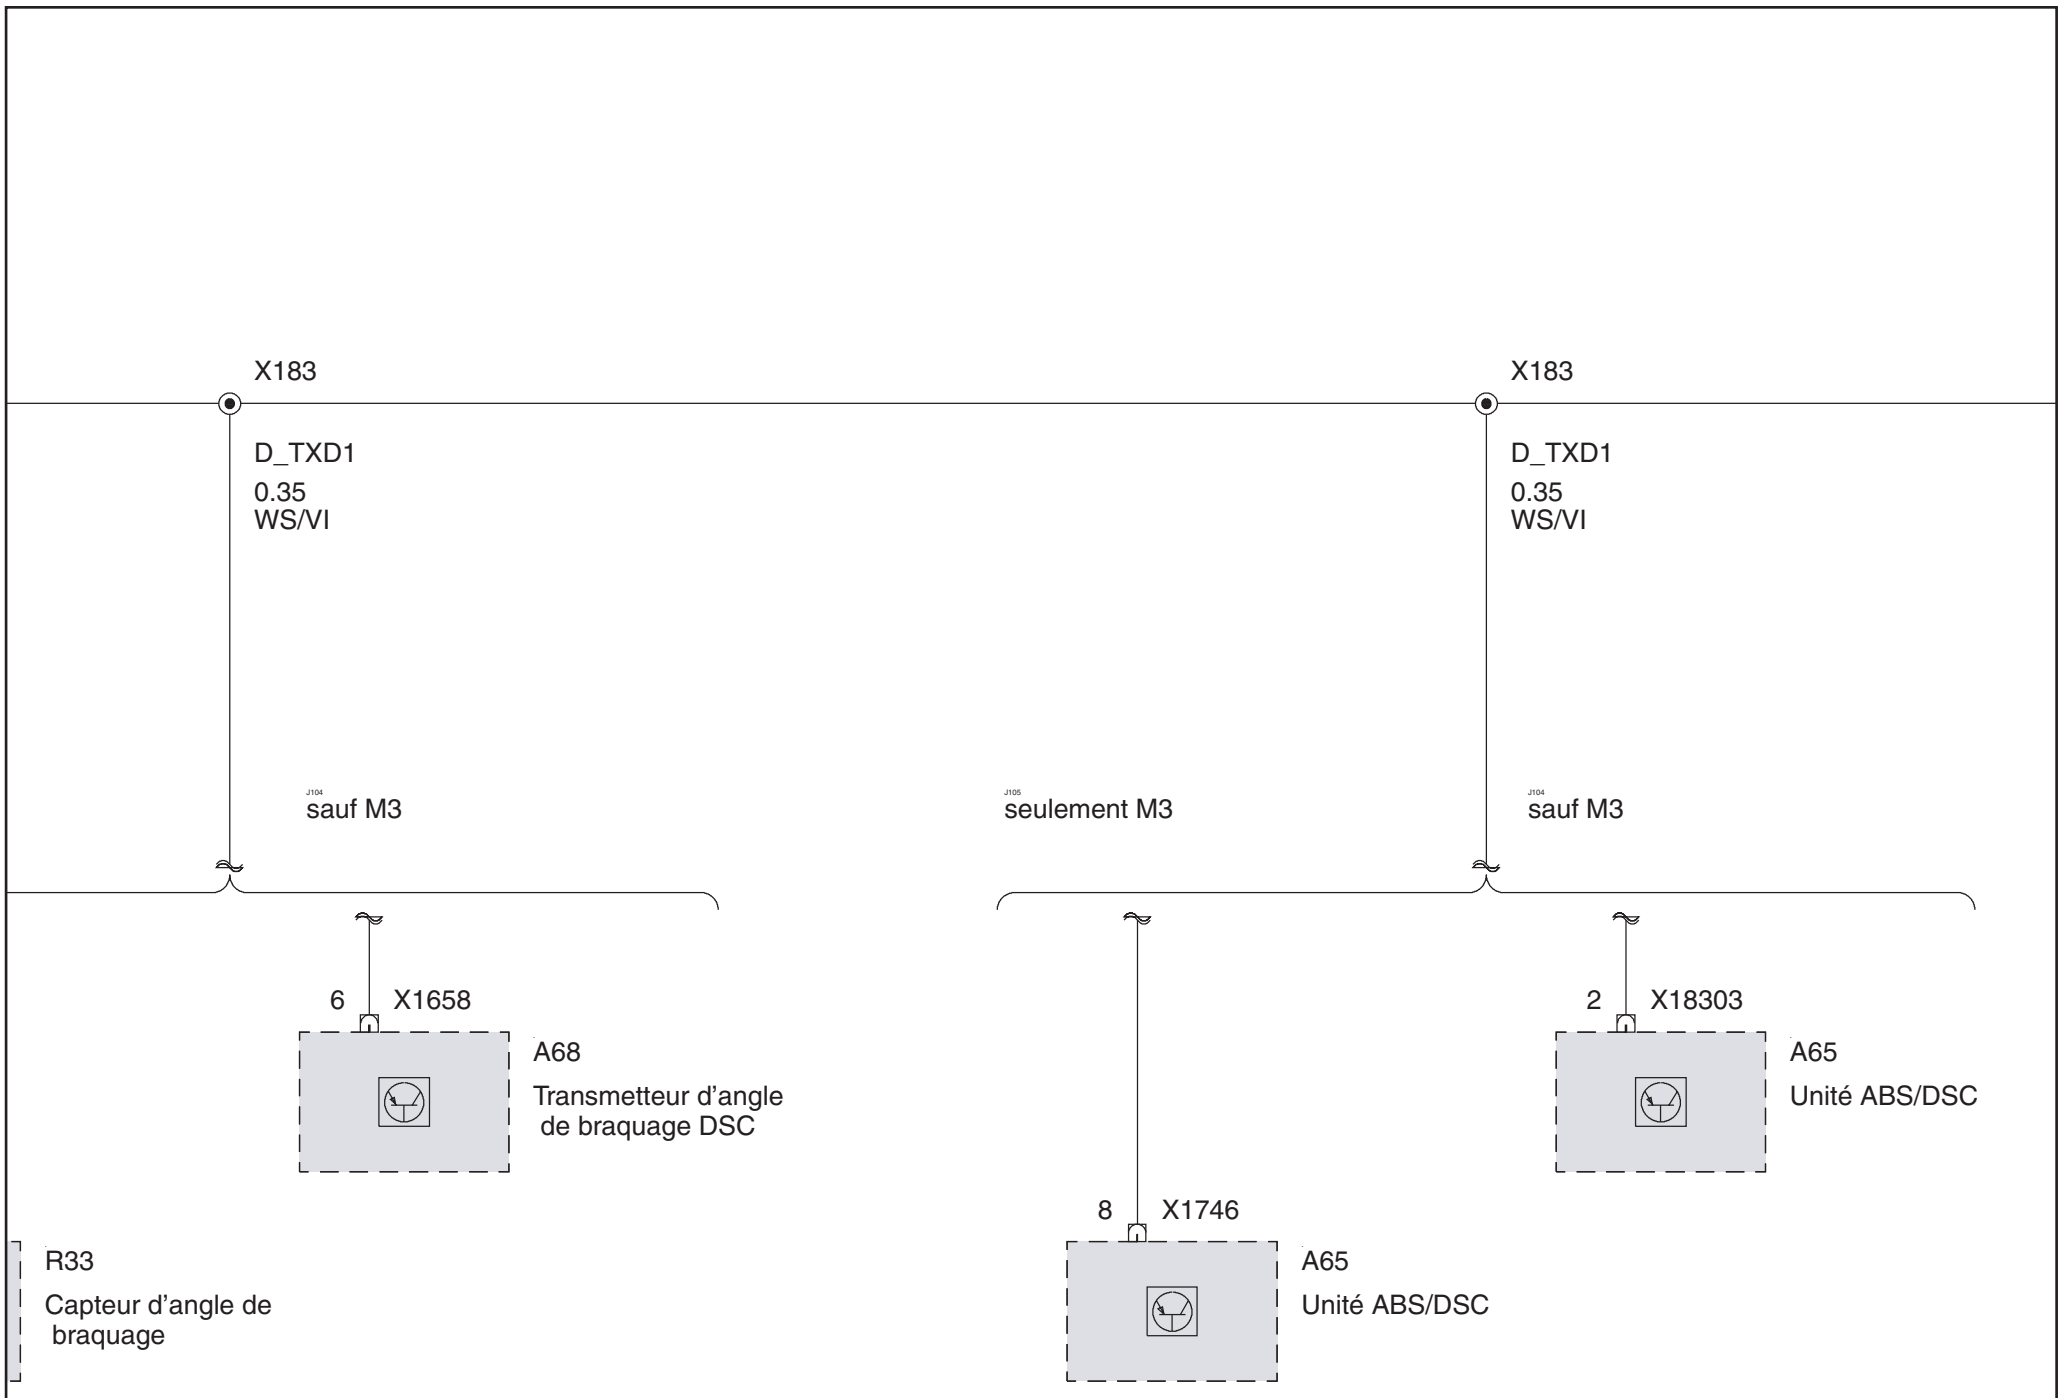 X183
X183
D_TXD1
0.35
WS/VI
D_TXD1
0.35
WS/VI
J104
sauf M3
J105
seulement M3
J104
sauf M3
6
X1658
2
X18303
A68
Transmetteur d'angle
de braquage DSC
A65
Unité ABS/DSC
8
X1746
R33
Capteur d'angle de
braquage
A65
Unité ABS/DSC